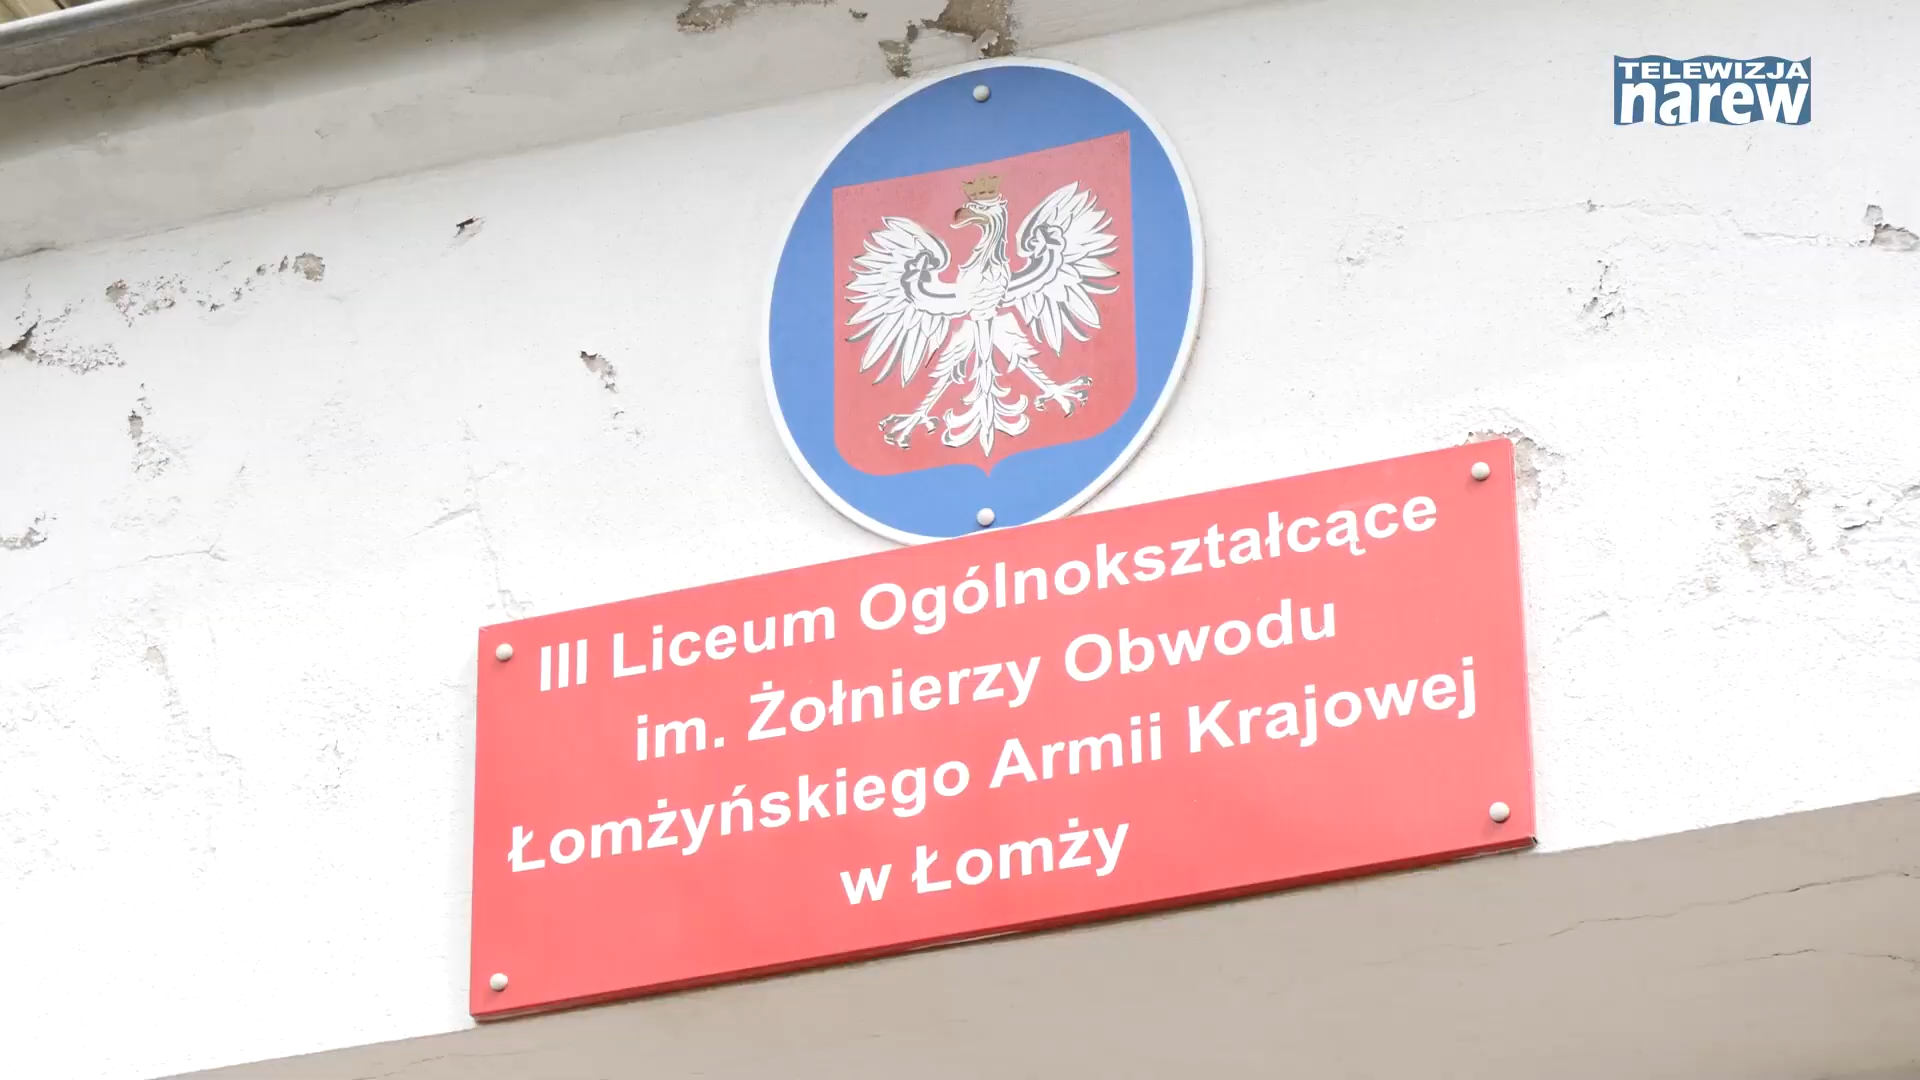 TELEWIZJA
narew
III Liceum Ogólnokształcące
im. Żołnierzy Obwodu
Łomżyńskiego Armii Krajowej
w Łomży